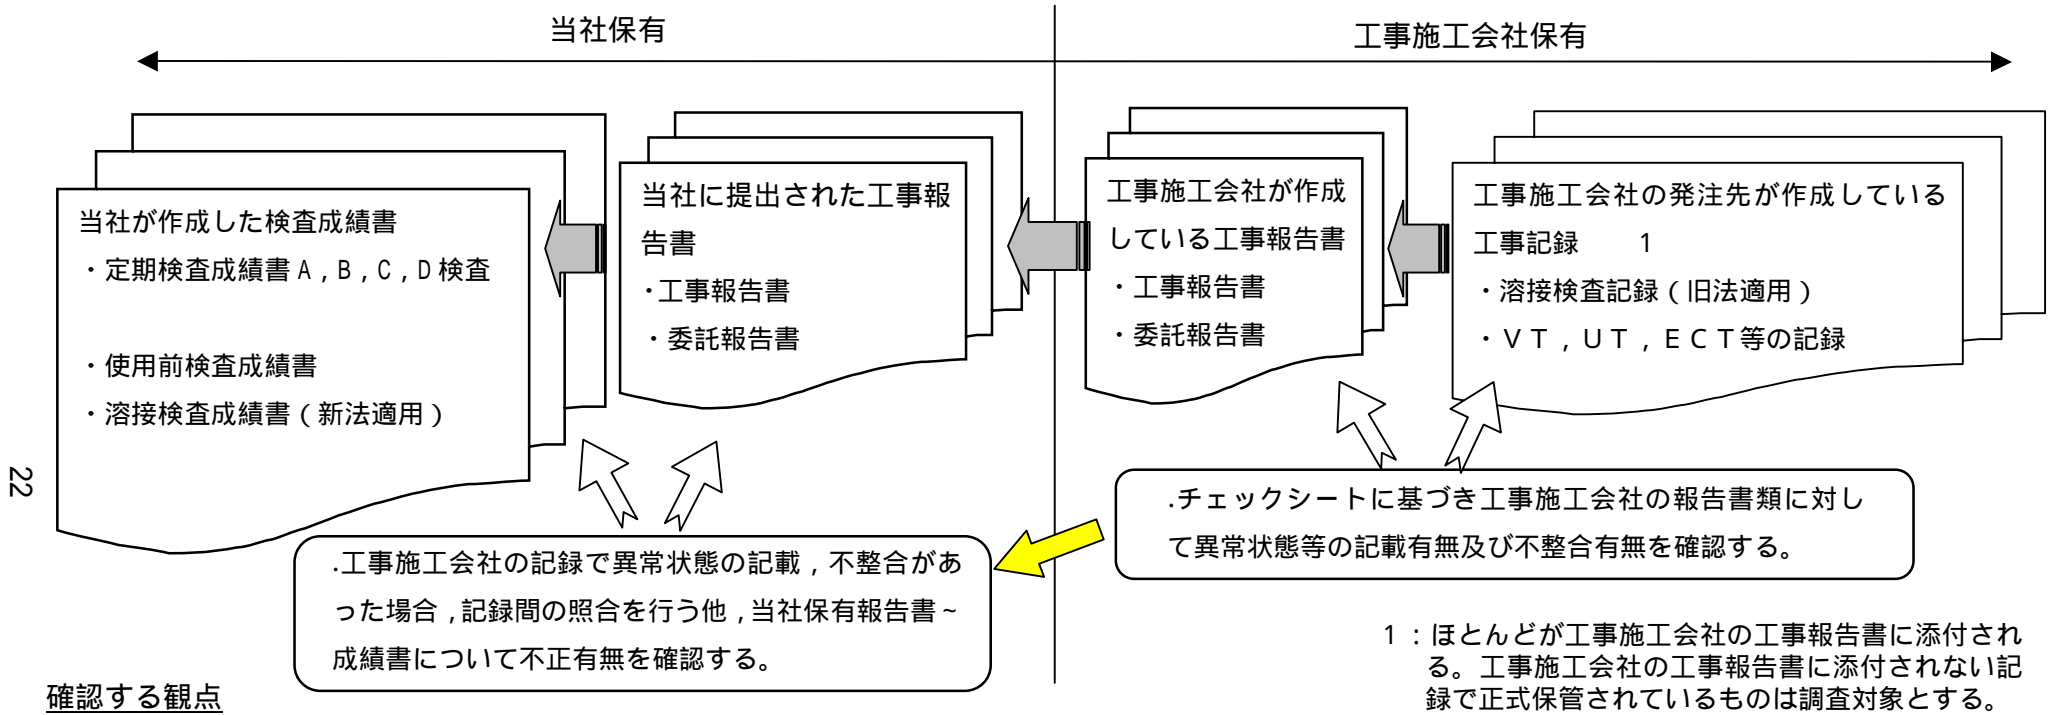 当社保有
工事施工会社保有
当社が作成した検査成績書
・定期検査成績書A,B,C,D検査
・使用前検査成績書
・溶接検査成績書(新法適用)
当社に提出された工事報
告書
・工事報告書
・委託報告書
工事施工会社が作成
している工事報告書
・工事報告書
・委託報告書
工事施工会社の発注先が作成している
工事記録 1
・溶接検査記録(旧法適用)
・VT,UT,ECT等の記録
.チェックシートに基づき工事施工会社の報告書類に対し
て異常状態等の記載有無及び不整合有無を確認する。
.工事施工会社の記録で異常状態の記載,不整合があ
った場合,記録間の照合を行う他,当社保有報告書~
成績書について不正有無を確認する。
1:ほとんどが工事施工会社の工事報告書に添付され
る。工事施工会社の工事報告書に添付されない記
録で正式保管されているものは調査対象とする。
確認する観点
22